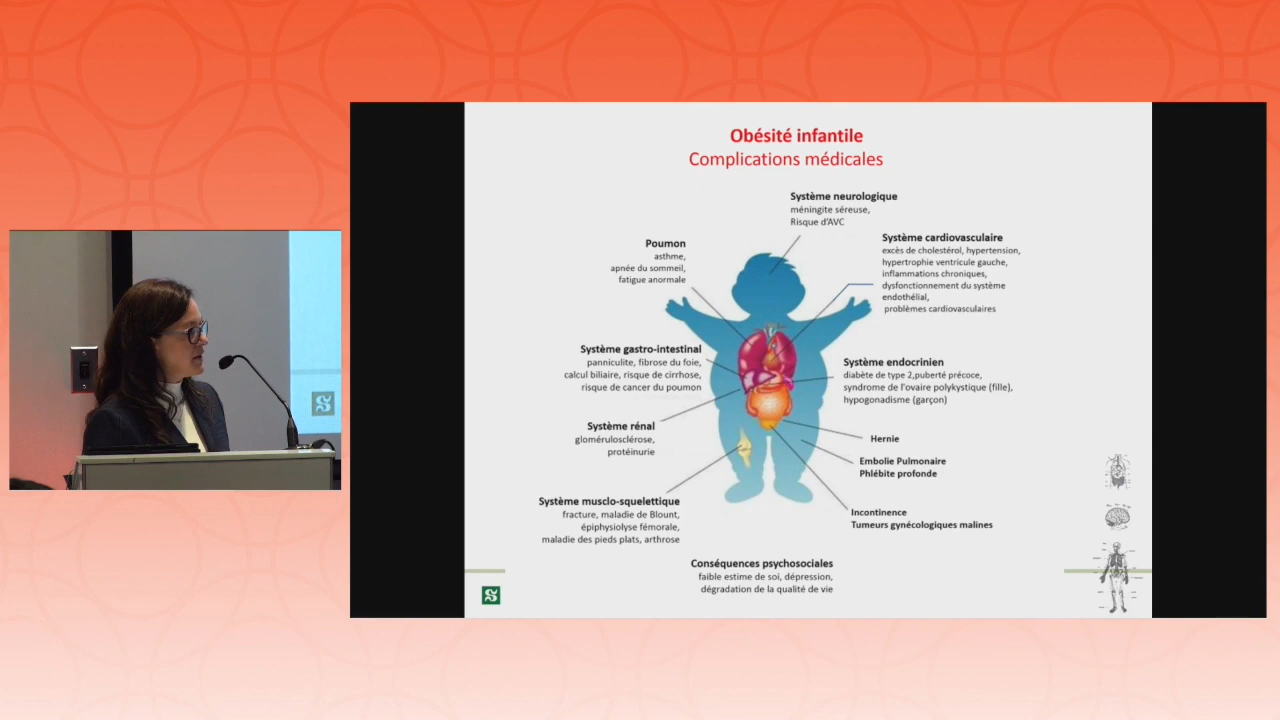 Obésité infantile
Complications médicales
Système neurologique
méningite séreuse,
Risque d'AVC
Poumon
asthme,
apnée du sommeil,
fatigue anormale
Système cardiovasculaire
excès de cholestérol, hypertension,
hypertrophie ventricule gauche,
inflammations chroniques,
dysfonctionnement du système
endothélial,
problèmes cardiovasculaires
Système gastro-intestinal
panniculite, fibrose du foie,
calcul biliaire, risque de cirrhose,
risque de cancer du poumon
Système endocrinien
diabète de type 2,puberté précoce,
syndrome de l'ovaire polykystique (fille),
hypogonadisme (garçon)
Système rénal
glomérulosclérose,
protéinurie
Hernie
Embolie Pulmonaire
Phlébite profonde
Système musclo-squelettique
fracture, maladie de Blount,
épiphysiolyse fémorale,
maladie des pieds plats, arthrose
Incontinence
Tumeurs gynécologiques malines
Conséquences psychosociales
faible estime de soi, dépression,
dégradation de la qualité de vie
S
S